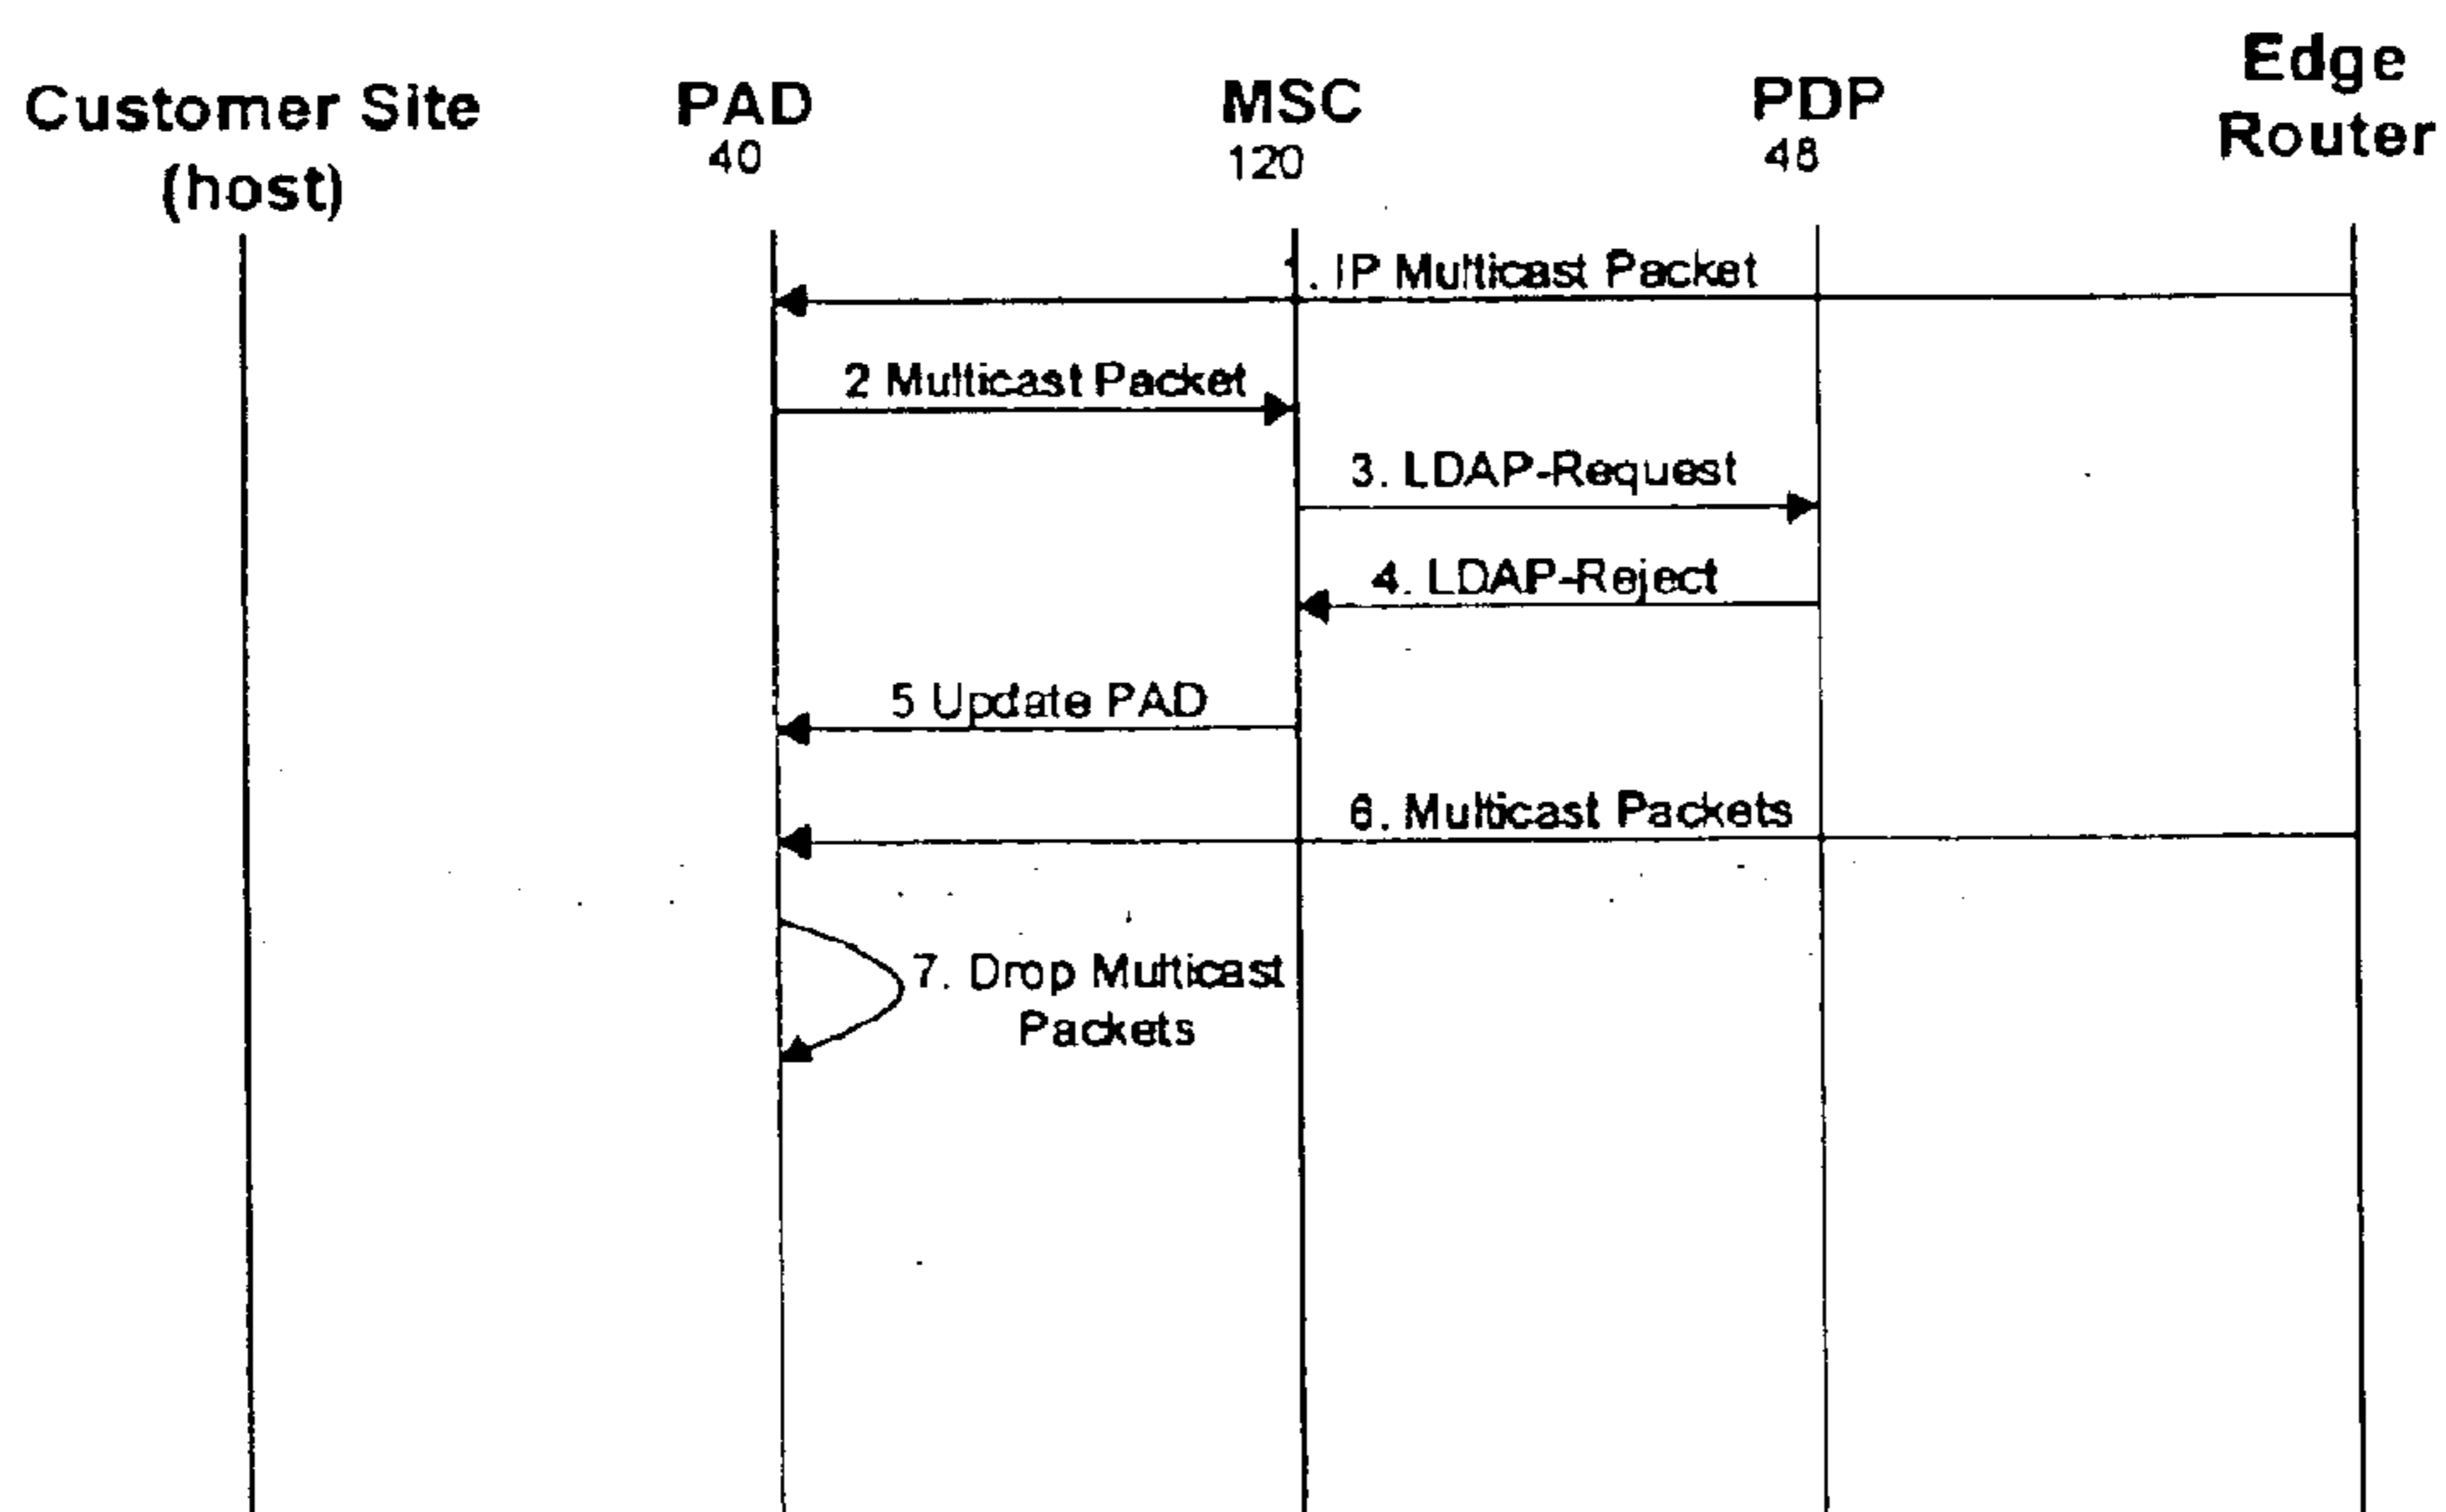 Customer Site
(host)
PAD
40
MSC
120
PDP
48
Edge
Router
. IP Multicast Packet
2 Multicast Packet
3. LDAP-Request
4. LDAP-Reject
5 Update PAD
6. Multicast Packets
7. Drop Multicast
Packets